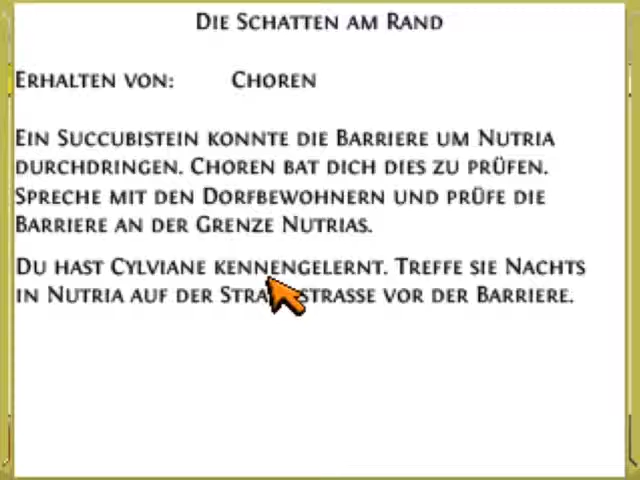 Die Schatten am Rand
Erhalten von: Choren
Ein Succubistein konnte die Barriere um Nutria
durchdringen. Choren bat dich dies zu prüfen.
Spreche mit den Dorfbewohnern und prüfe die
Barriere an der Grenze Nutrias.
Du hast Cylviane kennengelernt. Treffe sie Nachts
in Nutria auf der vor der Barriere.